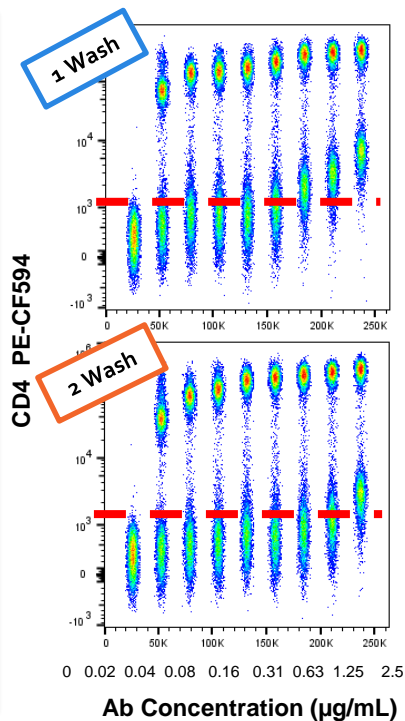 1 Wash
10⁴
10³
0
-10³
0
50K
100K
150K
200K
250K
CD4 PE-CF594
2 Wash
10⁶
10⁴
10³
0
-10³
0
50K
100K
150K
200K
250K
0 0.02 0.04 0.08 0.16 0.31 0.63 1.25 2.5
Ab Concentration (µg/mL)